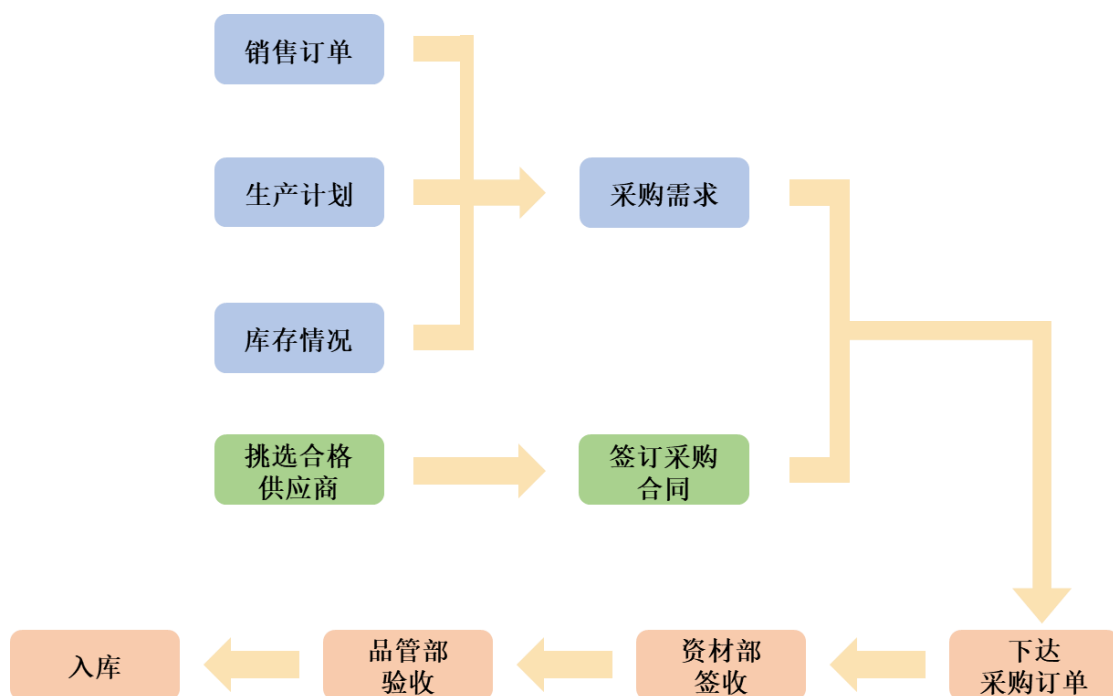 销售订单
生产计划
采购需求
库存情况
挑选合格
供应商
签订采购
合同
入库
品管部
验收
资材部
签收
下达
采购订单